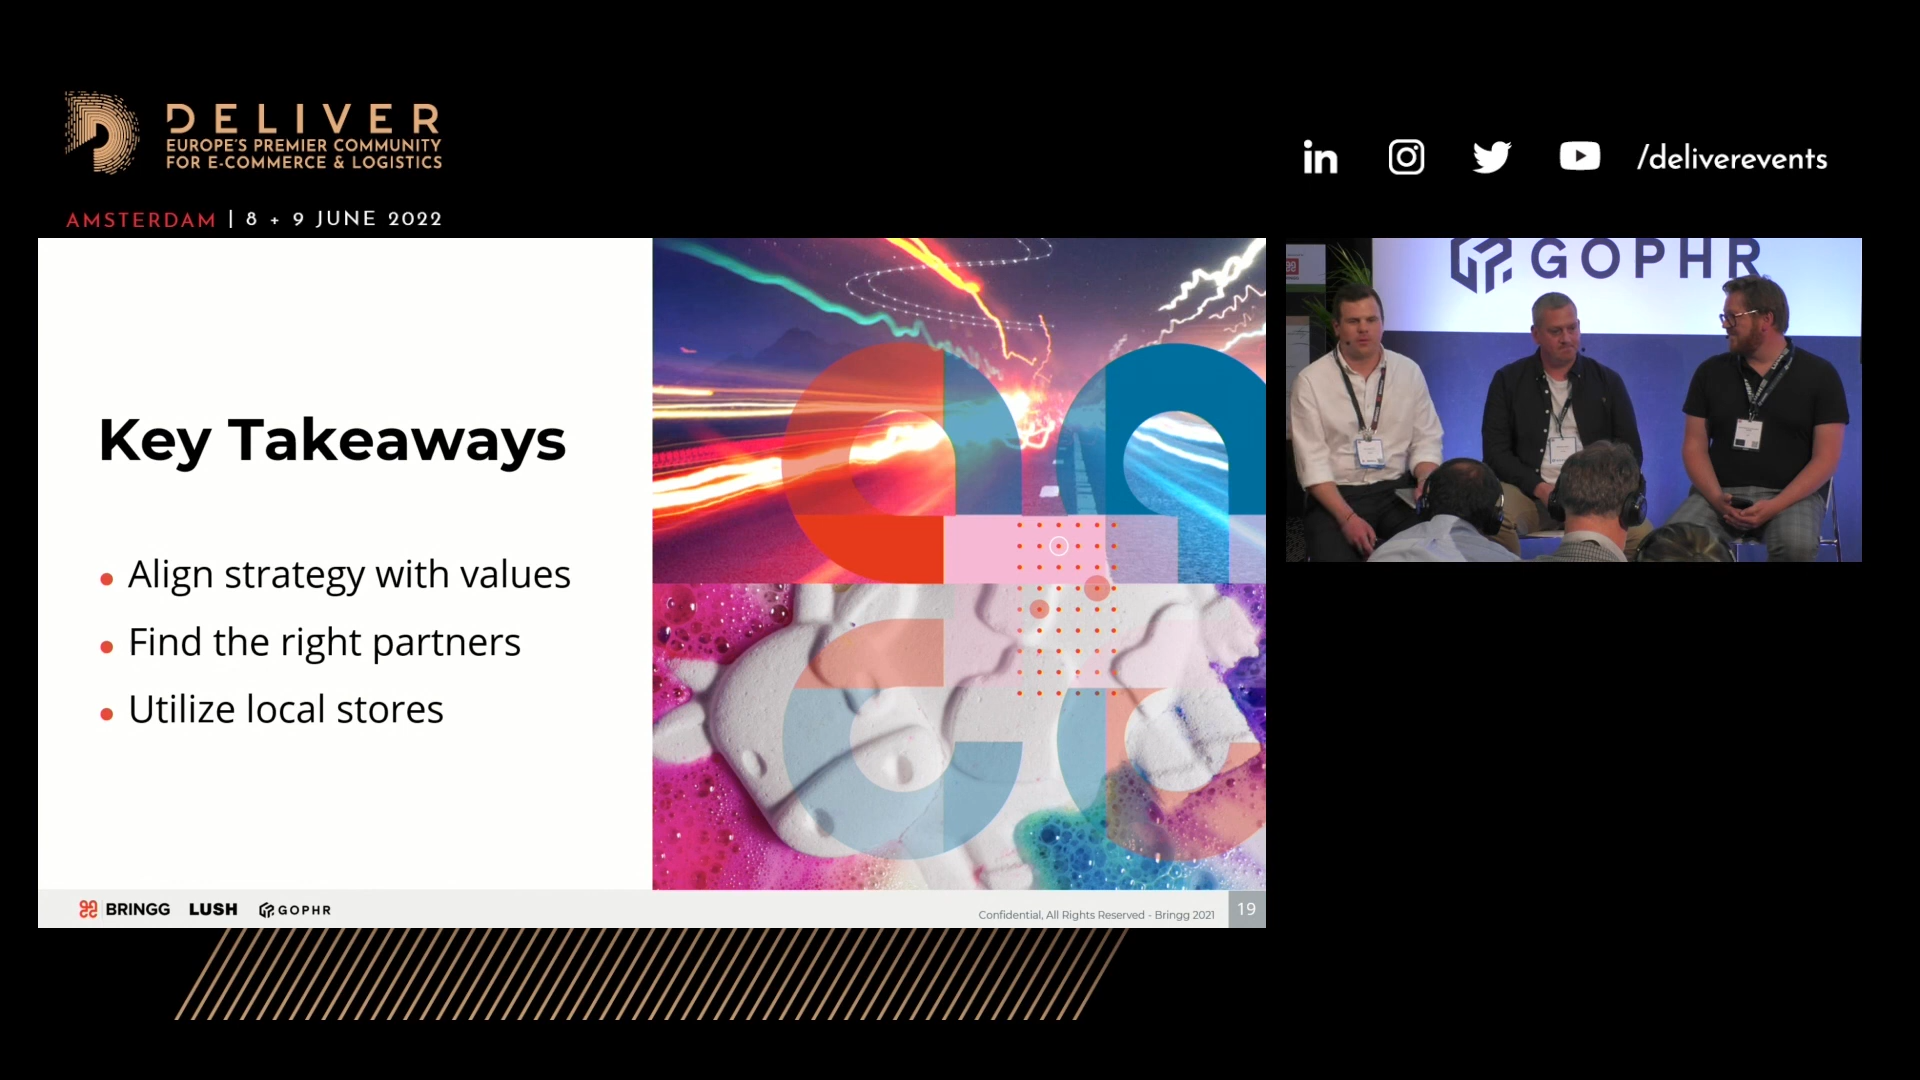 DELIVER
EUROPE'S PREMIER COMMUNITY
FOR E-COMMERCE & LOGISTICS
AMSTERDAM | 8 + 9 JUNE 2022
/deliverevents
GOPHR
Key Takeaways
• Align strategy with values
• Find the right partners
• Utilize local stores
BRINGG LUSH GOPHR
Confidential, All Rights Reserved - Bringg 2021
19